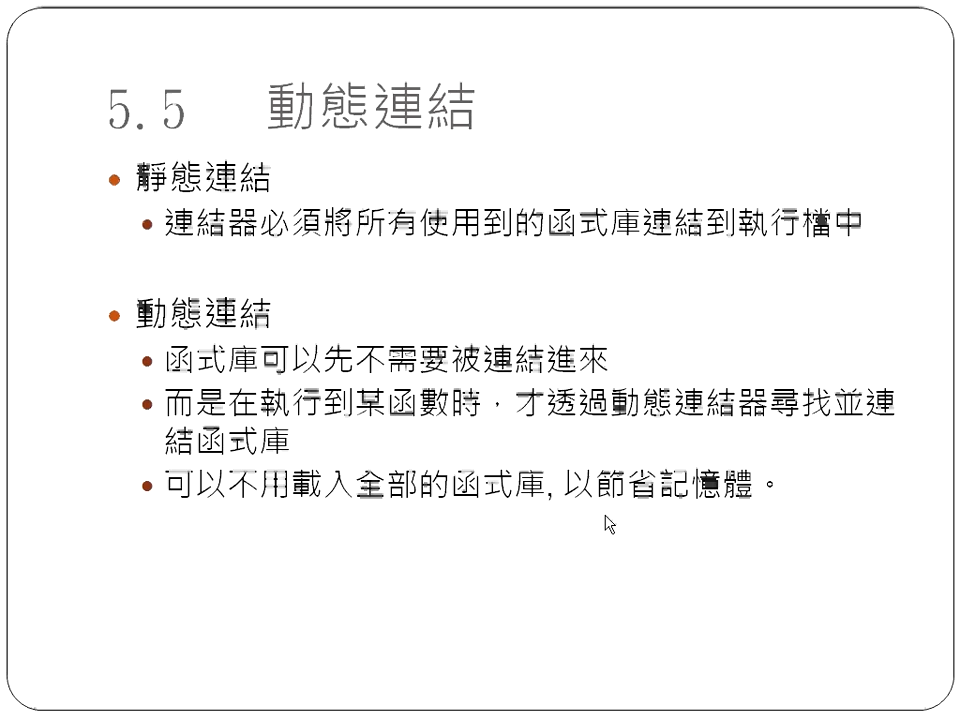 5.5 動態連結
靜態連結
連結器必須將所有使用到的函式庫連結到執行檔中
動態連結
函式庫可以先不需要被連結進來
而是在執行到某函數時，才透過動態連結器尋找並連
結函式庫
可以不用載入全部的函式庫, 以節省記憶體。